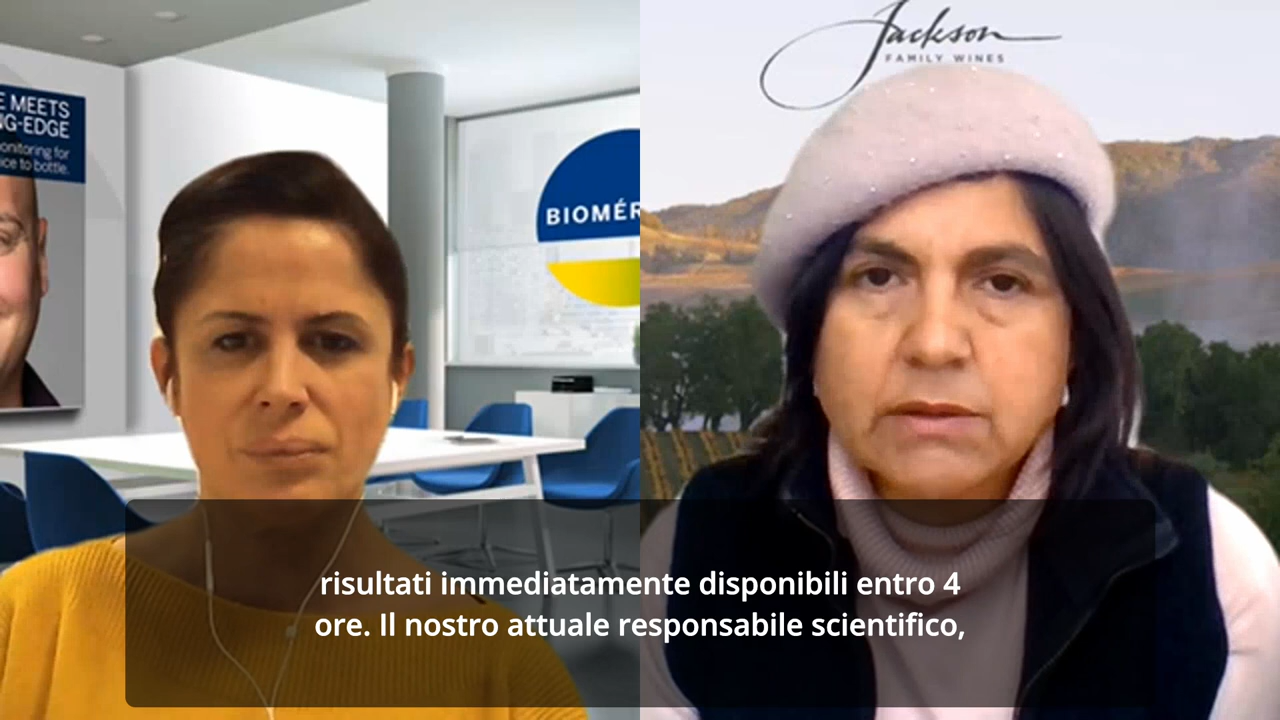 E MEETS
NG-EDGE
onitoring for
ice to bottle.
BIOMÉR
Jackson
FAMILY WINES
risultati immediatamente disponibili entro 4
ore. Il nostro attuale responsabile scientifico,